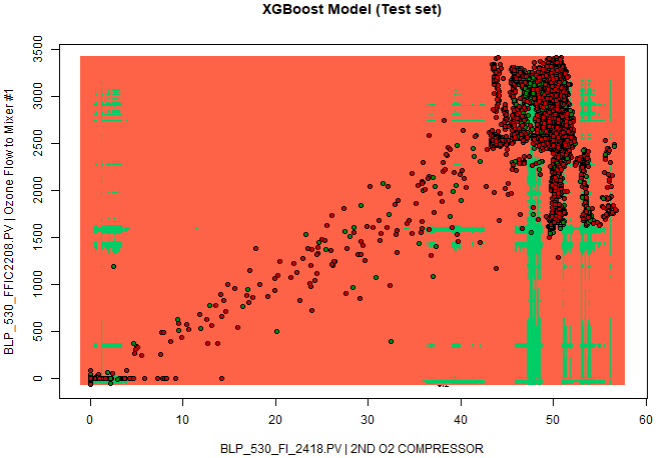 XGBoost Model (Test set)
BLP_530_FFIC2208.PV | Ozone Flow to Mixer #1
3500
3000
2500
2000
1500
1000
500
0
0 10 20 30 40 50 60
BLP_530_FI_2418.PV | 2ND O2 COMPRESSOR